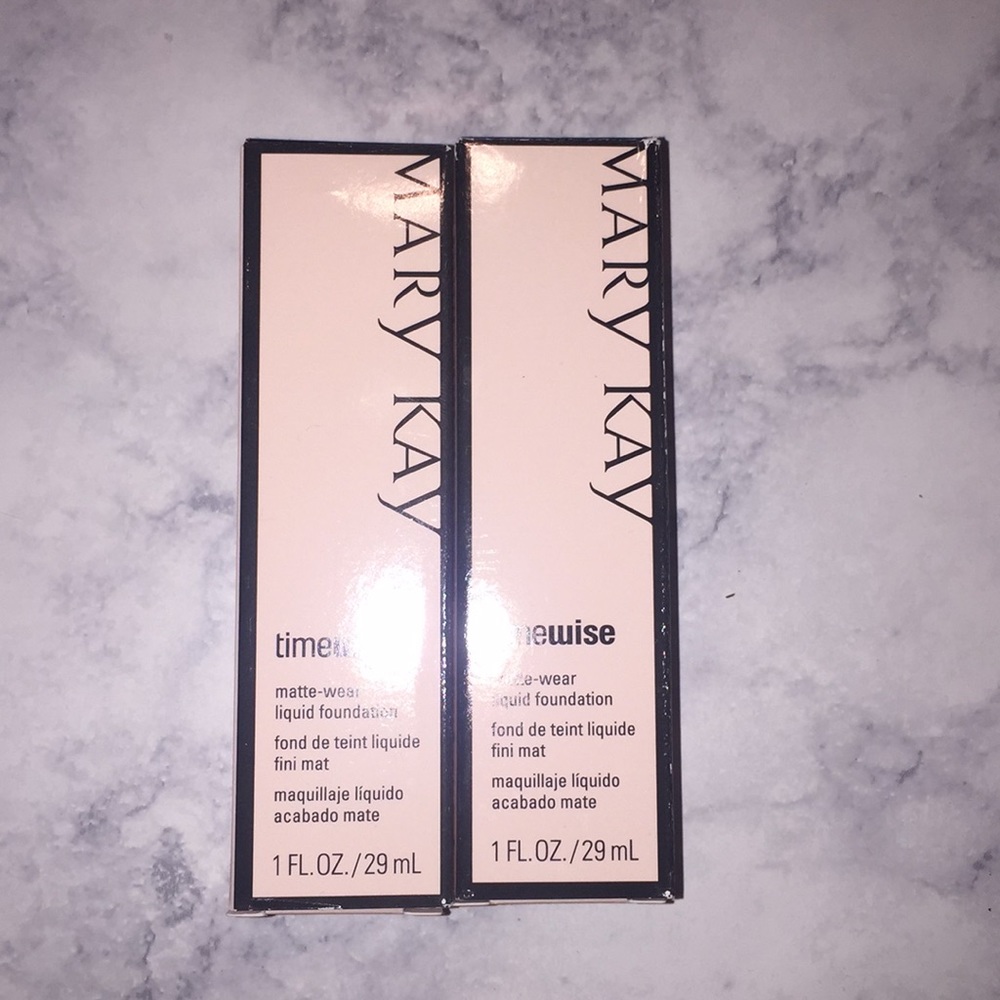 MARY KAY
time
matte-wear
liquid foundation
fond de teint liquide
fini mat
maquillaje líquido
acabado mate
1 FL.OZ./29 mL
MARY KAY
wise
-wear
liquid foundation
fond de teint liquide
fini mat
maquillaje líquido
acabado mate
1 FL.OZ./29 mL